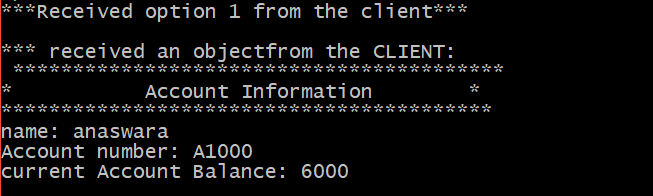 ***Received option 1 from the client***
*** received an objectfrom the CLIENT:
*****************************************
* Account Information *
*****************************************
name: anaswara
Account number: A1000
current Account Balance: 6000